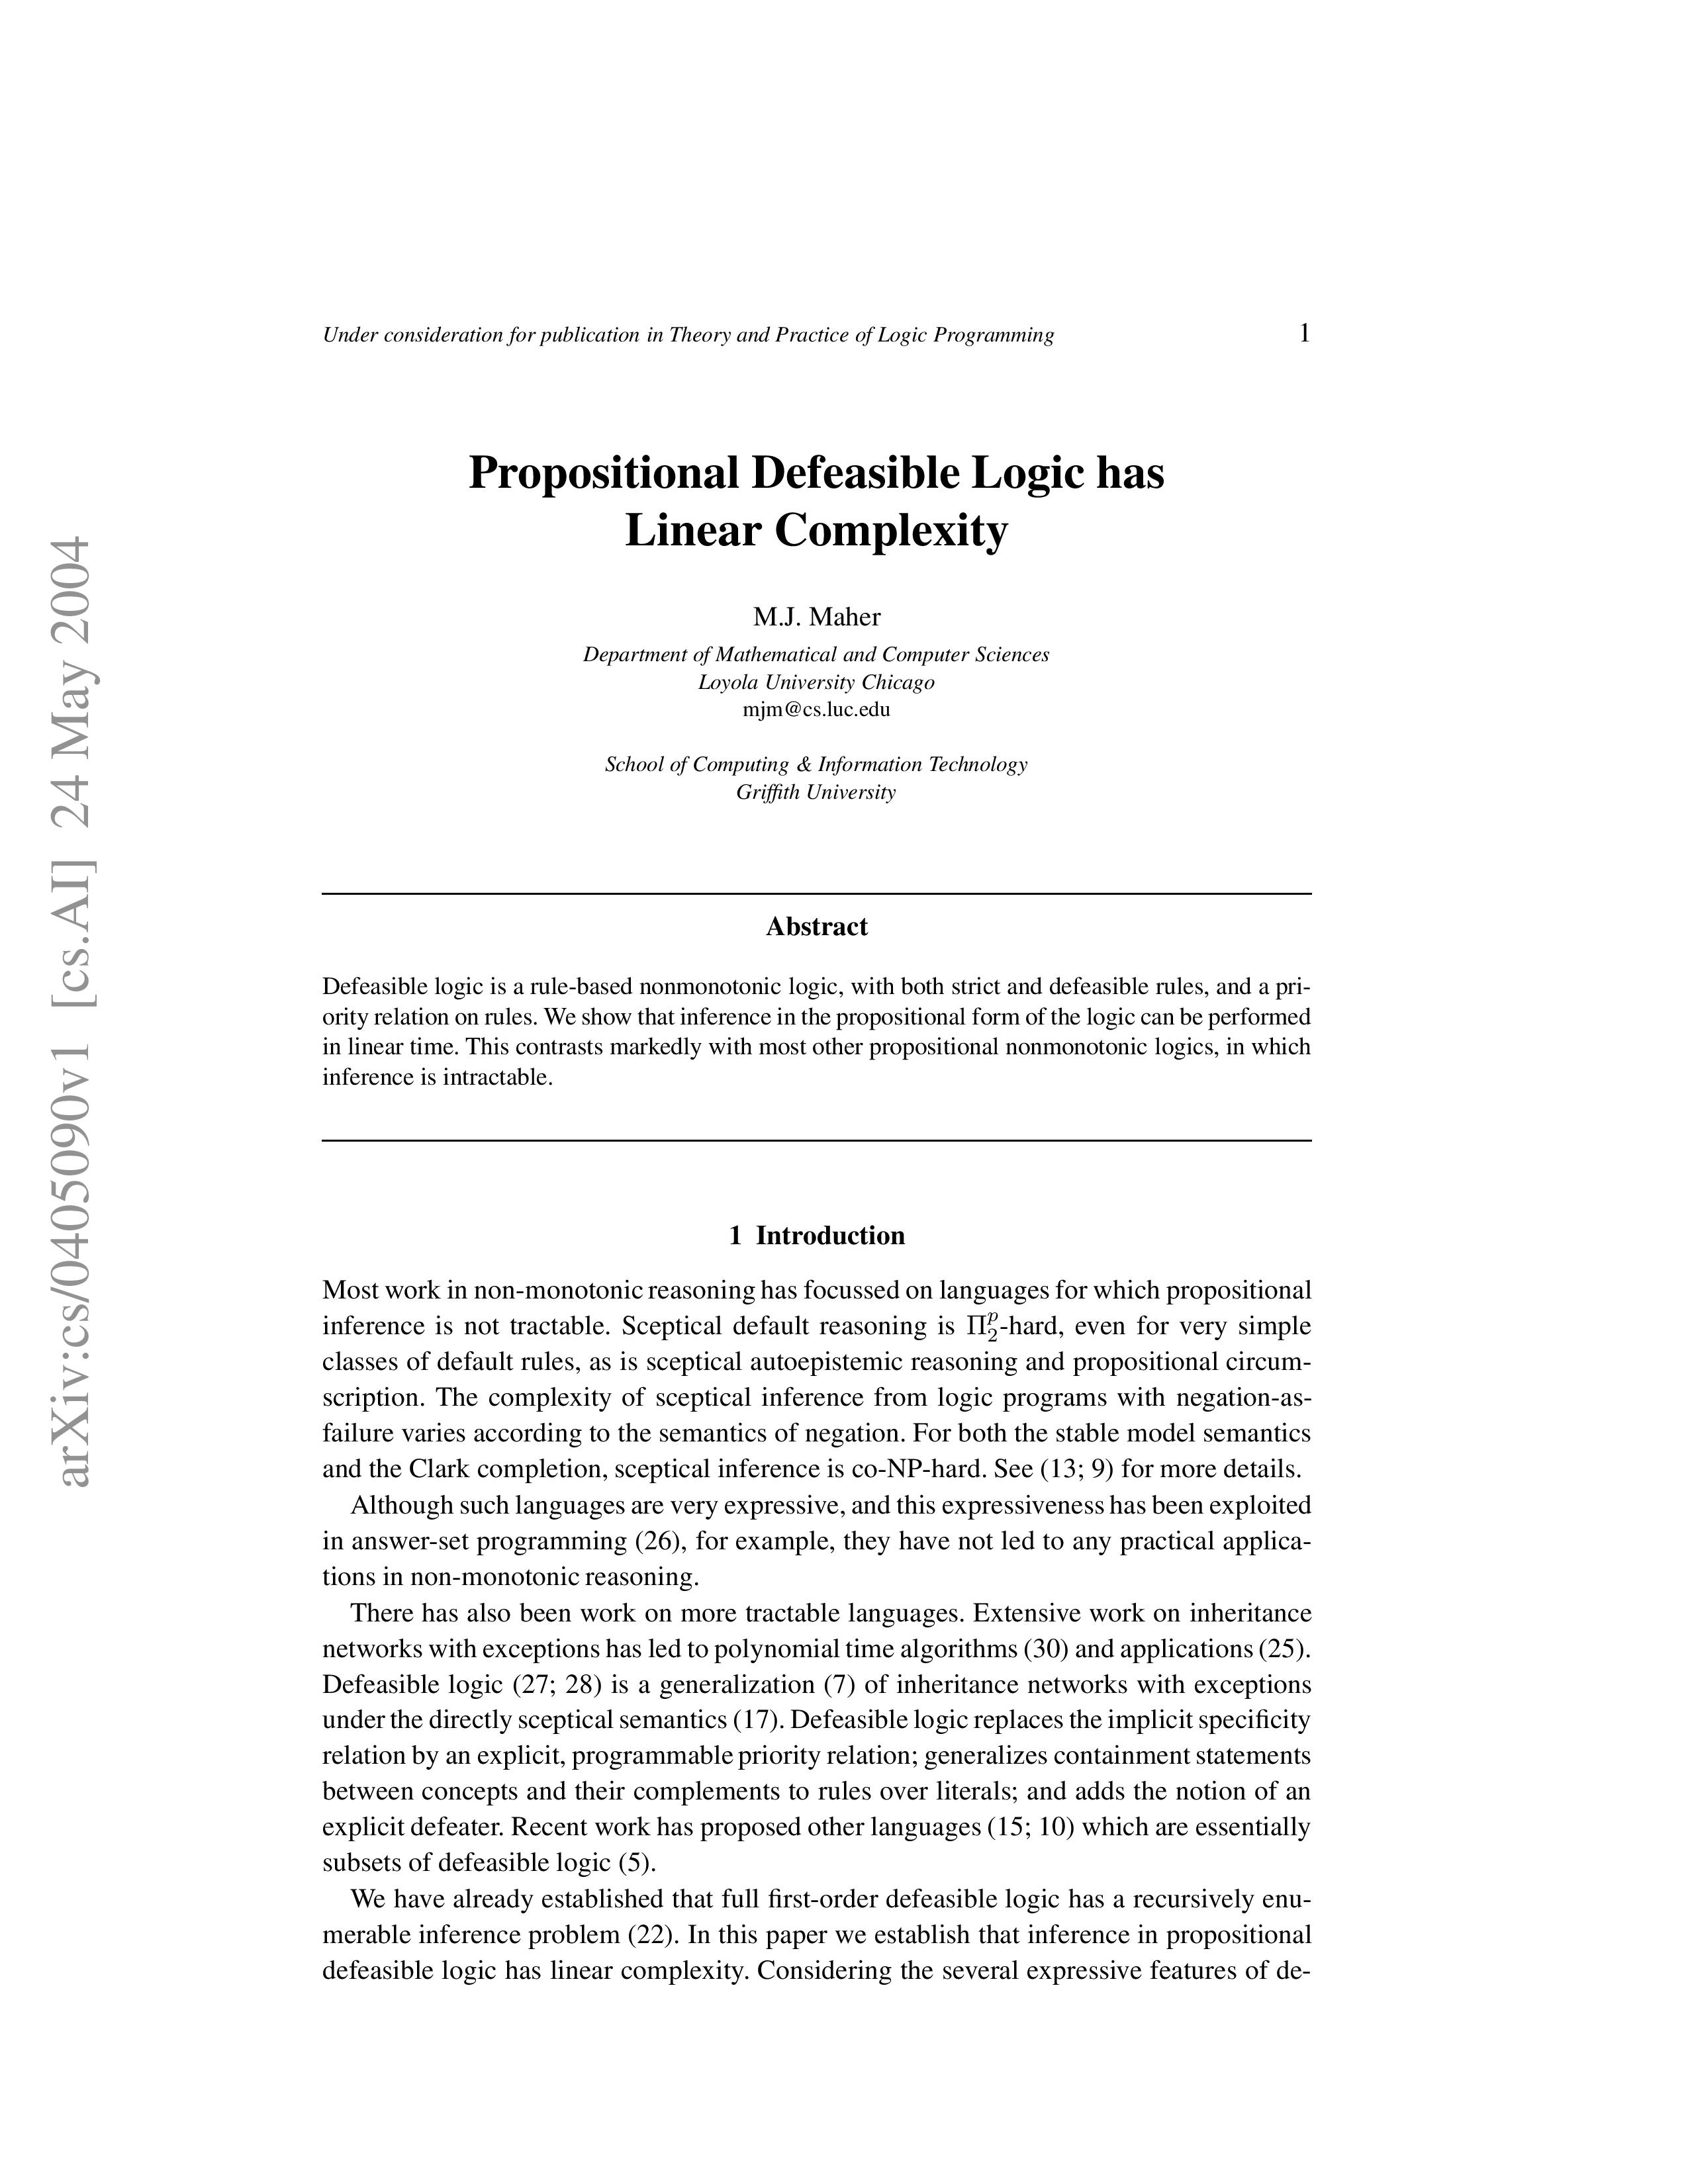 arXiv:cs/0405090v1 [cs.AI] 24 May 2004
Under consideration for publication in Theory and Practice of Logic Programming 1
Propositional Defeasible Logic has
Linear Complexity
M.J. Maher
Department of Mathematical and Computer Sciences
Loyola University Chicago
mjm@cs.luc.edu
School of Computing & Information Technology
Griffith University
Abstract
Defeasible logic is a rule-based nonmonotonic logic, with both strict and defeasible rules, and a pri-
ority relation on rules. We show that inference in the propositional form of the logic can be performed
in linear time. This contrasts markedly with most other propositional nonmonotonic logics, in which
inference is intractable.
1 Introduction
Most work in non-monotonic reasoning has focussed on languages for which propositional
inference is not tractable. Sceptical default reasoning is Π₂ᵖ-hard, even for very simple
classes of default rules, as is sceptical autoepistemic reasoning and propositional circum-
scription. The complexity of sceptical inference from logic programs with negation-as-
failure varies according to the semantics of negation. For both the stable model semantics
and the Clark completion, sceptical inference is co-NP-hard. See (13; 9) for more details.
Although such languages are very expressive, and this expressiveness has been exploited
in answer-set programming (26), for example, they have not led to any practical applica-
tions in non-monotonic reasoning.
There has also been work on more tractable languages. Extensive work on inheritance
networks with exceptions has led to polynomial time algorithms (30) and applications (25).
Defeasible logic (27; 28) is a generalization (7) of inheritance networks with exceptions
under the directly sceptical semantics (17). Defeasible logic replaces the implicit specificity
relation by an explicit, programmable priority relation; generalizes containment statements
between concepts and their complements to rules over literals; and adds the notion of an
explicit defeater. Recent work has proposed other languages (15; 10) which are essentially
subsets of defeasible logic (5).
We have already established that full first-order defeasible logic has a recursively enu-
merable inference problem (22). In this paper we establish that inference in propositional
defeasible logic has linear complexity. Considering the several expressive features of de-